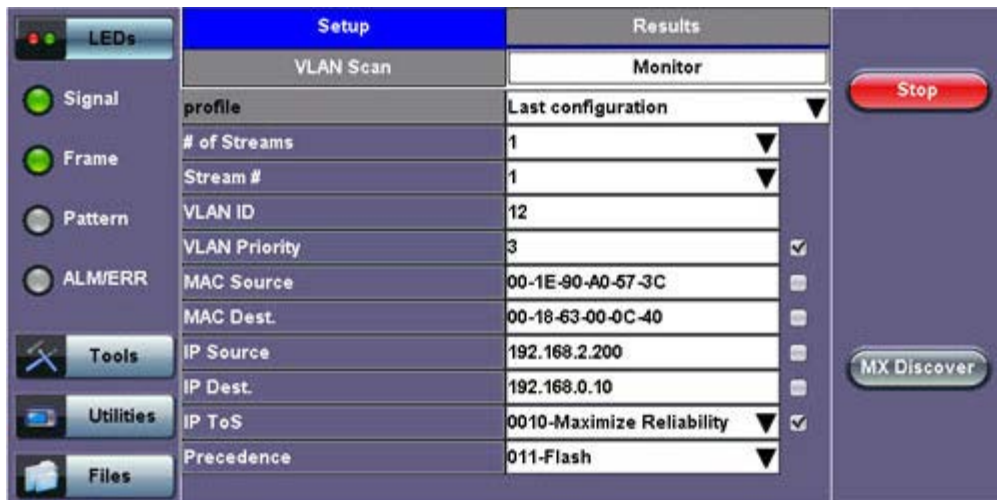 LEDs
Signal
Frame
Pattern
ALM/ERR
Tools
Utilities
Files
Setup Results
VLAN Scan Monitor
profile Last configuration
# of Streams 1
Stream # 1
VLAN ID 12
VLAN Priority 3
MAC Source 00-1E-90-A0-57-3C
MAC Dest. 00-18-63-00-0C-40
IP Source 192.168.2.200
IP Dest. 192.168.0.10
IP ToS 0010-Maximize Reliability
Precedence 011-Flash
Stop
MX Discover